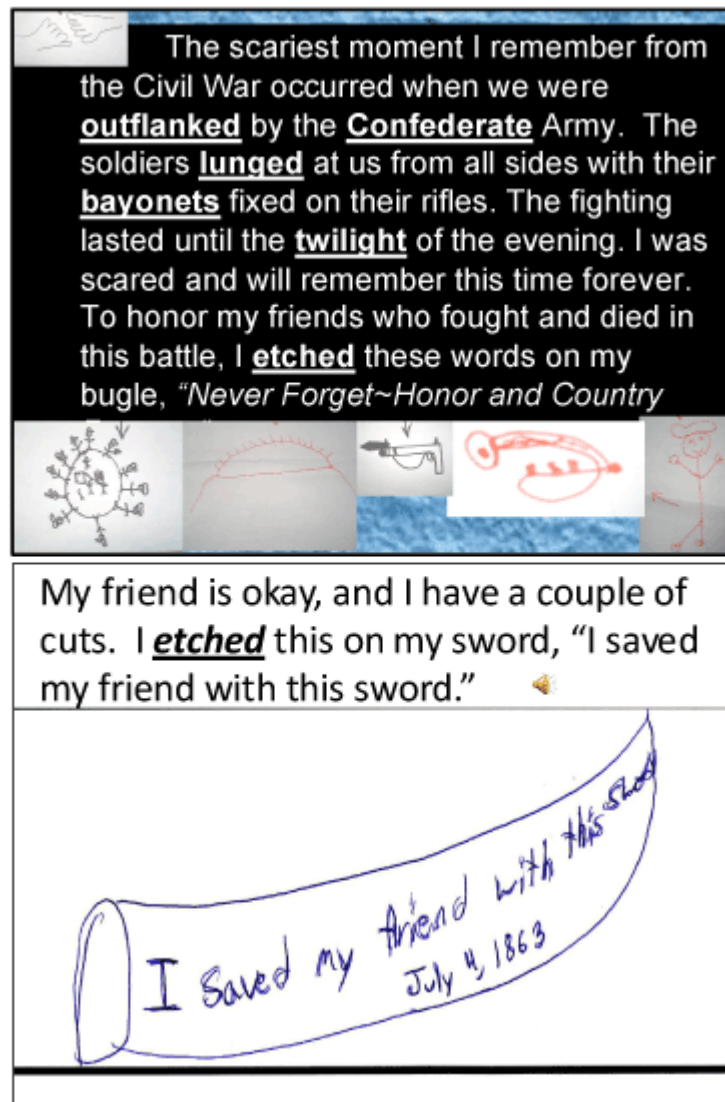 The scariest moment I remember from
the Civil War occurred when we were
outflanked by the Confederate Army. The
soldiers lunged at us from all sides with their
bayonets fixed on their rifles. The fighting
lasted until the twilight of the evening. I was
scared and will remember this time forever.
To honor my friends who fought and died in
this battle, I etched these words on my
bugle, “Never Forget~Honor and Country
My friend is okay, and I have a couple of
cuts. I etched this on my sword, “I saved
my friend with this sword.”
I saved my friend with this
July 4, 1863